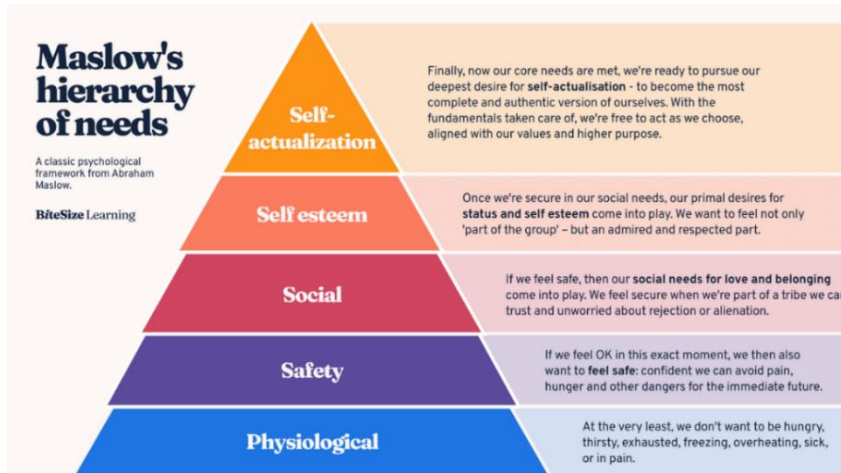 Maslow's
hierarchy
of needs
A classic psychological
framework from Abraham
Maslow.
BiteSize Learning
Self-
actualization
Finally, now our core needs are met, we're ready to pursue our
deepest desire for self-actualisation - to become the most
complete and authentic version of ourselves. With the
fundamentals taken care of, we're free to act as we choose,
aligned with our values and higher purpose.
Self esteem
Once we're secure in our social needs, our primal desires for
status and self esteem come into play. We want to feel not only
'part of the group' – but an admired and respected part.
Social
If we feel safe, then our social needs for love and belonging
come into play. We feel secure when we're part of a tribe we ca
trust and unworried about rejection or alienation.
Safety
If we feel OK in this exact moment, we then also
want to feel safe: confident we can avoid pain,
hunger and other dangers for the immediate future.
Physiological
At the very least, we don't want to be hungry,
thirsty, exhausted, freezing, overheating, sick,
or in pain.